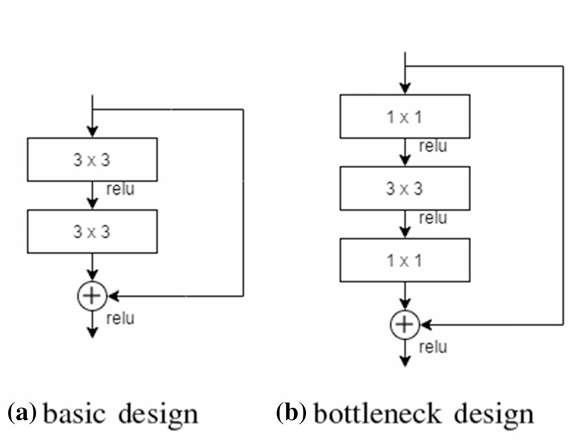 3 x 3
relu
3 x 3
relu
(a) basic design
1 x 1
relu
3 x 3
relu
1 x 1
relu
(b) bottleneck design